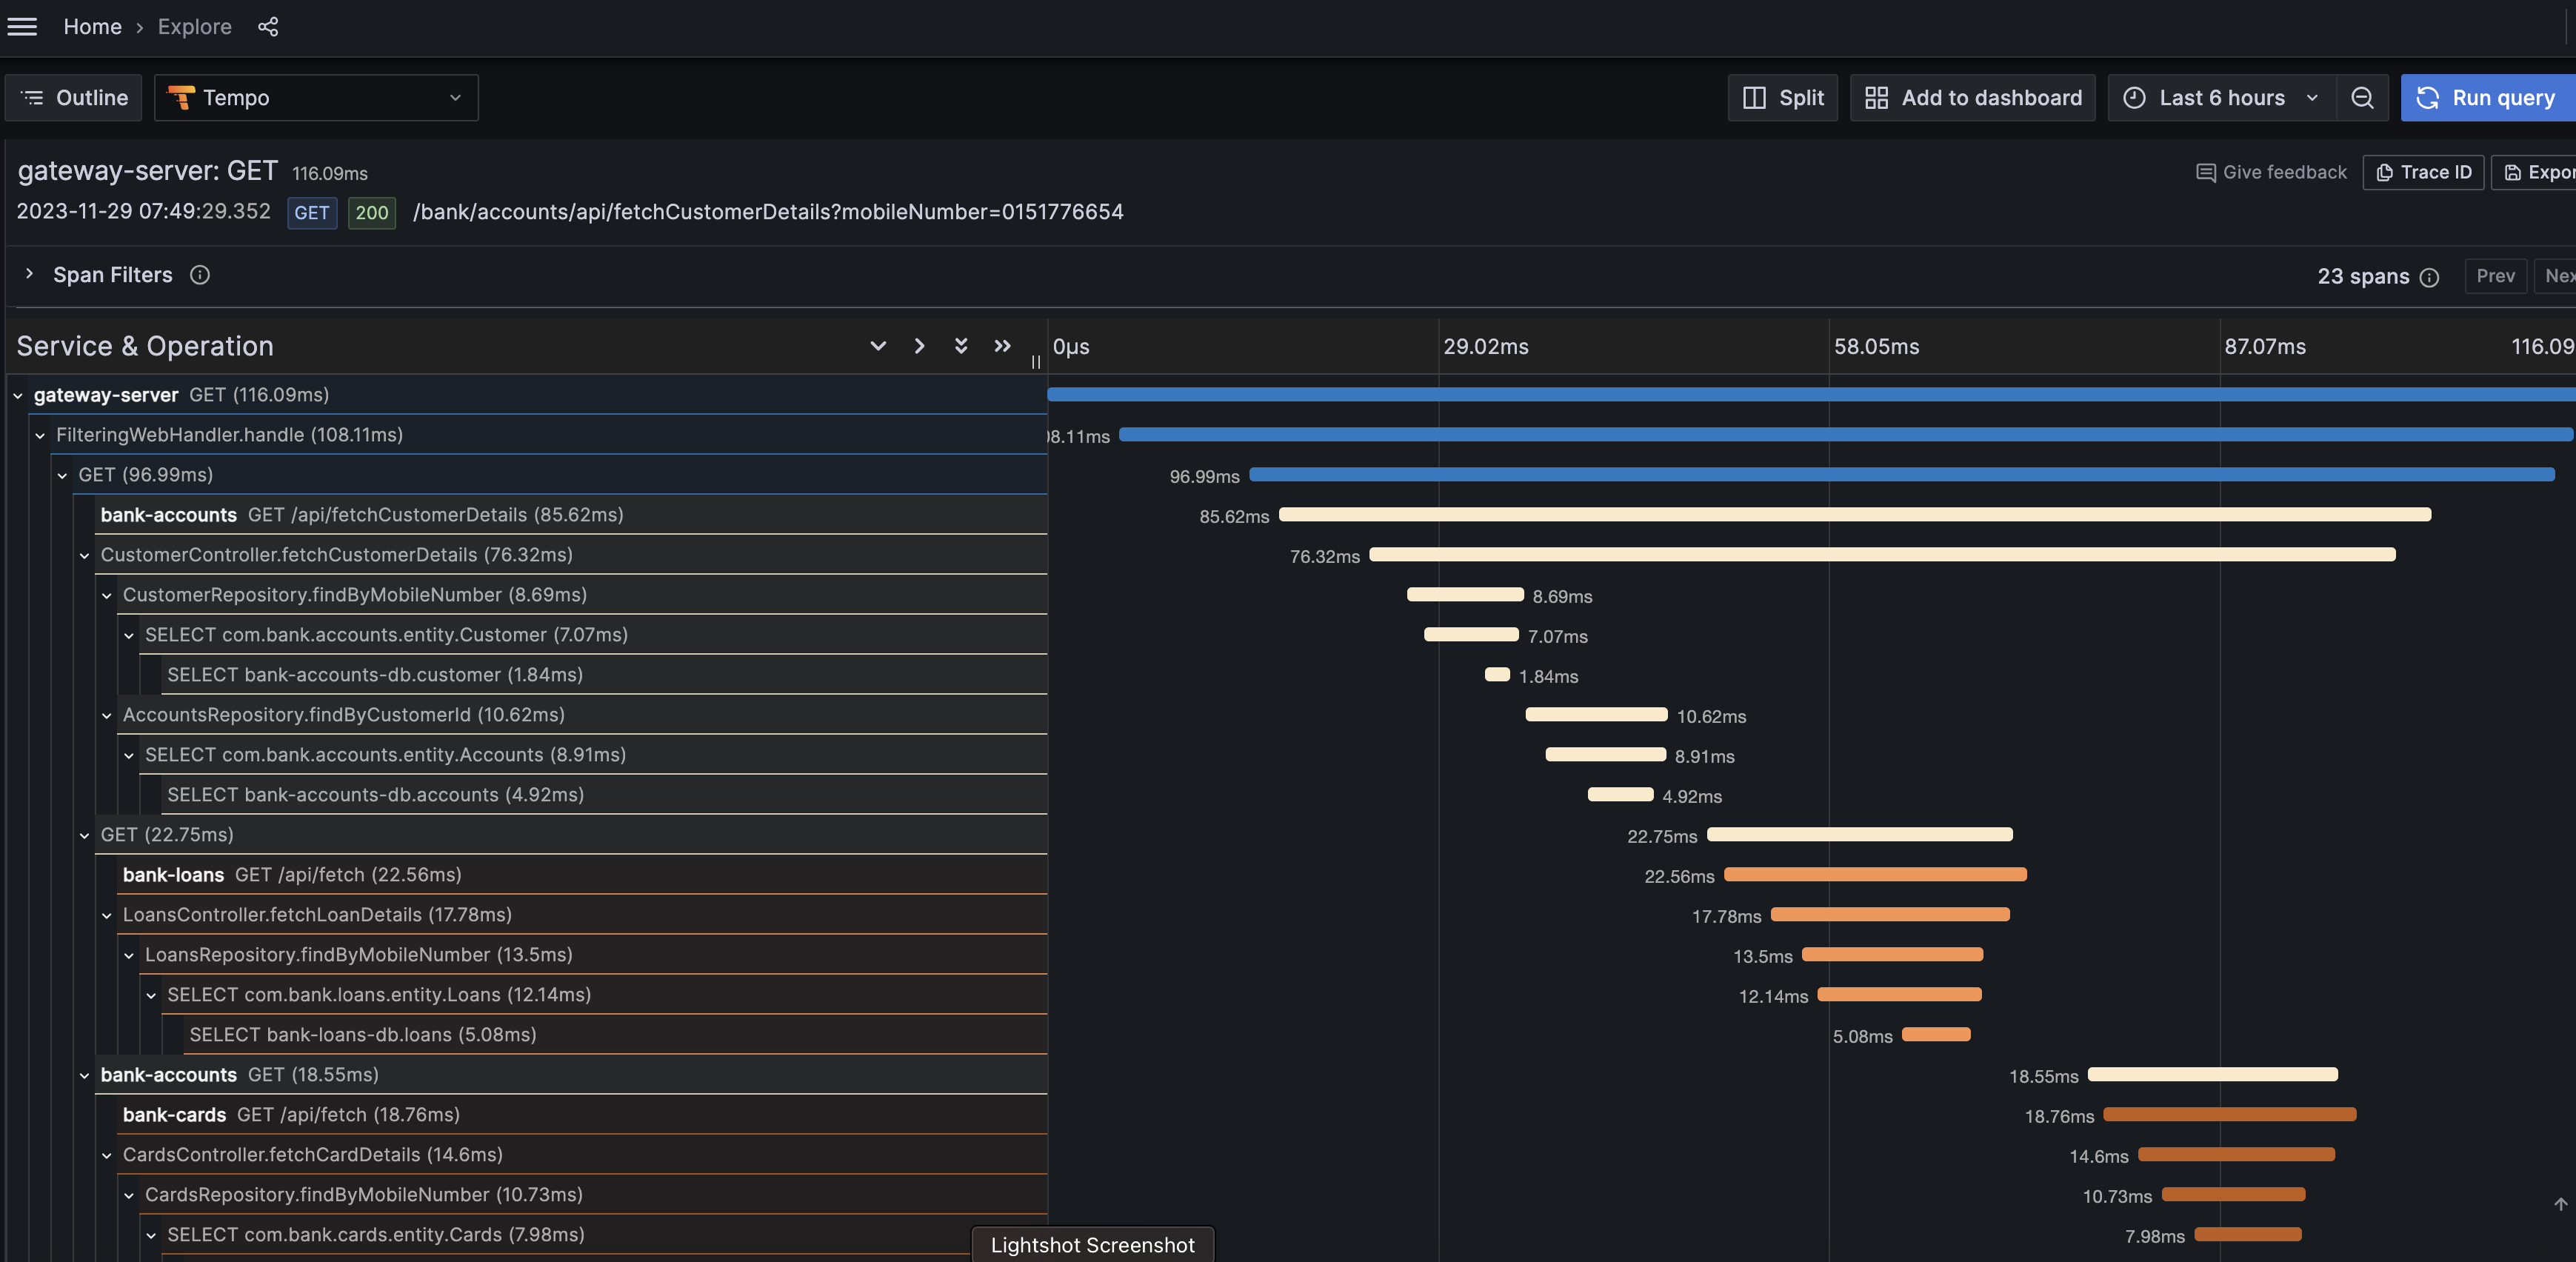 Home › Explore
Outline Tempo Split Add to dashboard Last 6 hours Run query
gateway-server: GET 116.09ms Give feedback Trace ID
2023-11-29 07:49:29.352 GET 200 /bank/accounts/api/fetchCustomerDetails?mobileNumber=0151776654
Span Filters 23 spans Prev
Service & Operation 0µs 29.02ms 58.05ms 87.07ms 116.09
gateway-server GET (116.09ms)
FilteringWebHandler.handle (108.11ms) 8.11ms
GET (96.99ms) 96.99ms
bank-accounts GET /api/fetchCustomerDetails (85.62ms) 85.62ms
CustomerController.fetchCustomerDetails (76.32ms) 76.32ms
CustomerRepository.findByMobileNumber (8.69ms) 8.69ms
SELECT com.bank.accounts.entity.Customer (7.07ms) 7.07ms
SELECT bank-accounts-db.customer (1.84ms) 1.84ms
AccountsRepository.findByCustomerId (10.62ms) 10.62ms
SELECT com.bank.accounts.entity.Accounts (8.91ms) 8.91ms
SELECT bank-accounts-db.accounts (4.92ms) 4.92ms
GET (22.75ms) 22.75ms
bank-loans GET /api/fetch (22.56ms) 22.56ms
LoansController.fetchLoanDetails (17.78ms) 17.78ms
LoansRepository.findByMobileNumber (13.5ms) 13.5ms
SELECT com.bank.loans.entity.Loans (12.14ms) 12.14ms
SELECT bank-loans-db.loans (5.08ms) 5.08ms
bank-accounts GET (18.55ms) 18.55ms
bank-cards GET /api/fetch (18.76ms) 18.76ms
CardsController.fetchCardDetails (14.6ms) 14.6ms
CardsRepository.findByMobileNumber (10.73ms) 10.73ms
SELECT com.bank.cards.entity.Cards (7.98ms) 7.98ms
Lightshot Screenshot